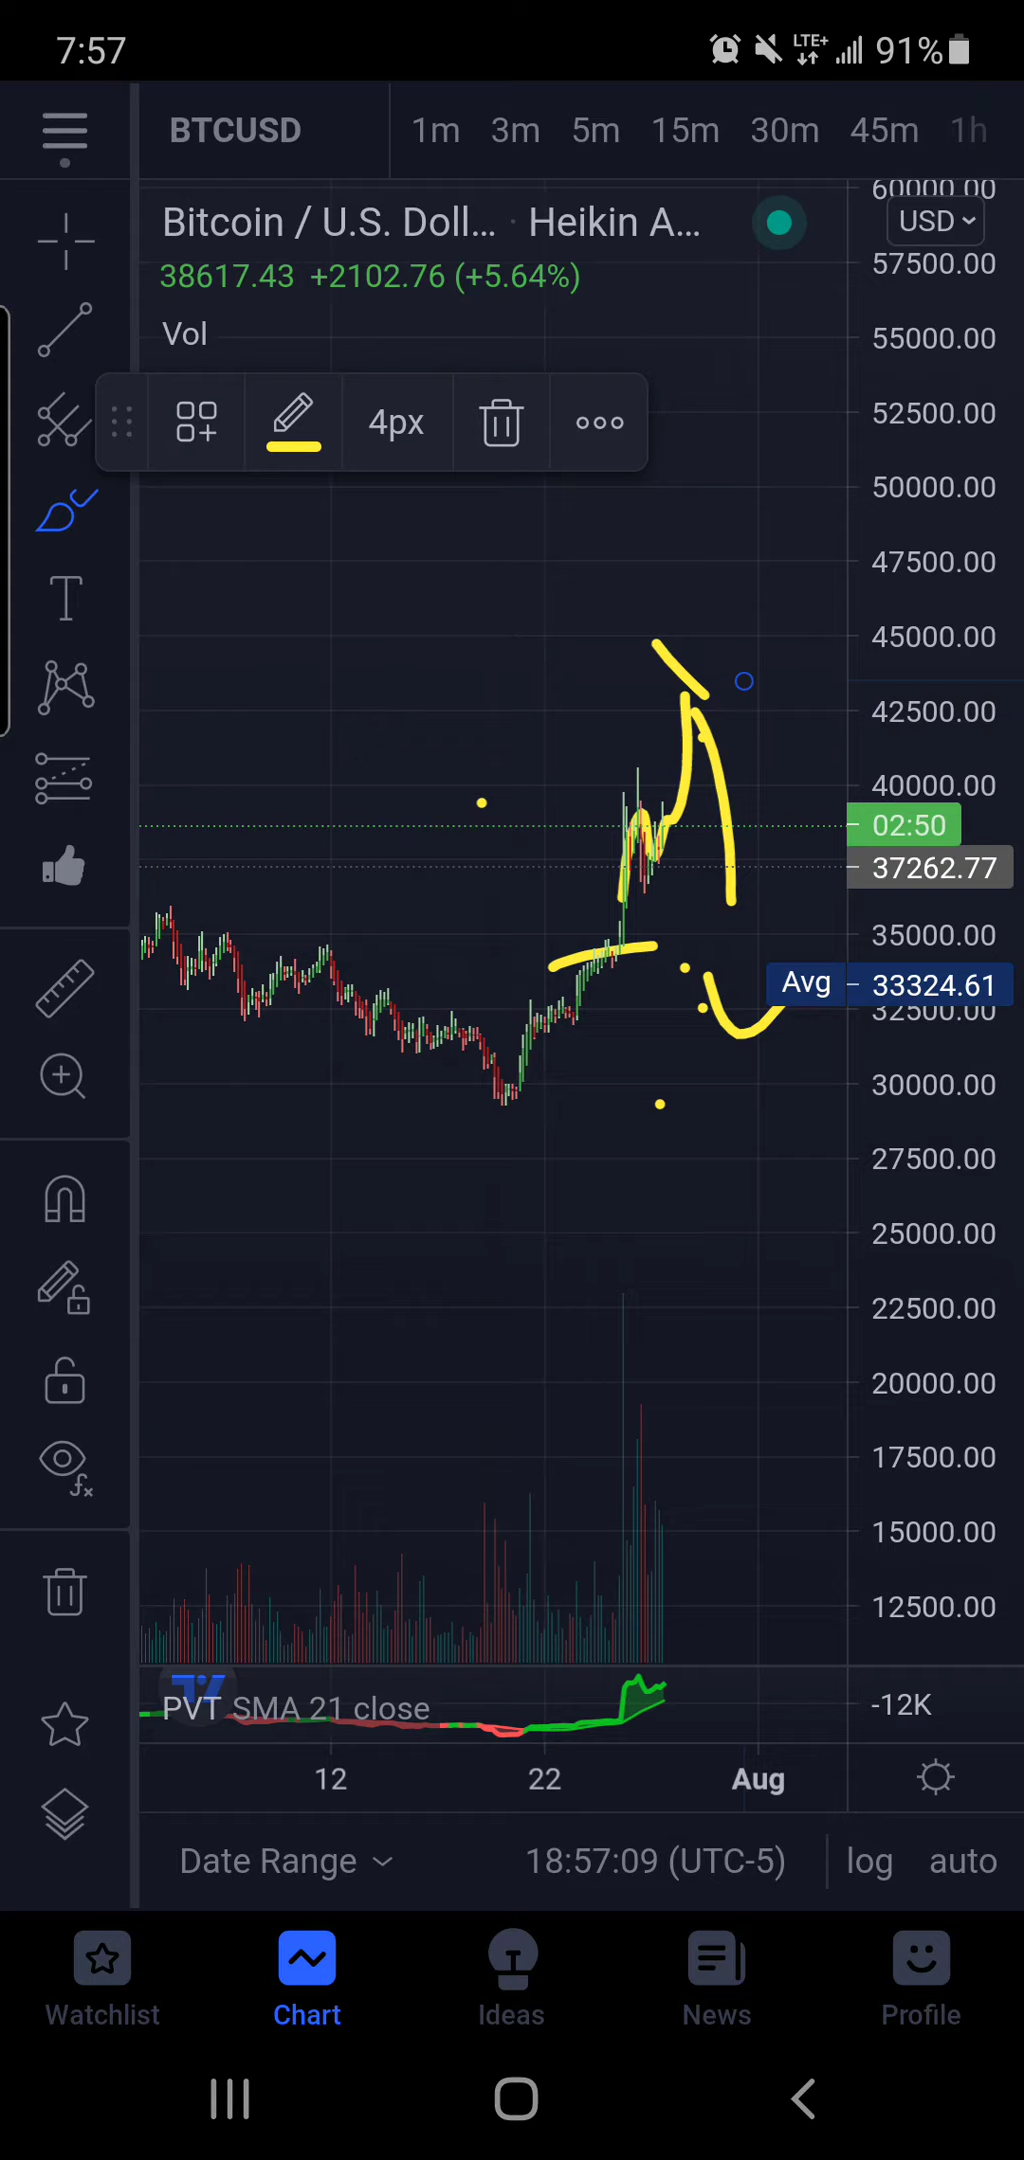 7:57 LTE+ 91%
BTCUSD 1m 3m 5m 15m 30m 45m 1h
60000.00
Bitcoin / U.S. Doll... · Heikin A... USD
57500.00
38617.43 +2102.76 (+5.64%)
Vol
55000.00
4px
52500.00
50000.00
47500.00
T
45000.00
42500.00
40000.00
02:50
37262.77
35000.00
Avg 33324.61
32500.00
30000.00
27500.00
25000.00
22500.00
20000.00
17500.00
fx
15000.00
12500.00
PVT SMA 21 close -12K
12 22 Aug
Date Range 18:57:09 (UTC-5) log auto
Watchlist Chart Ideas News Profile